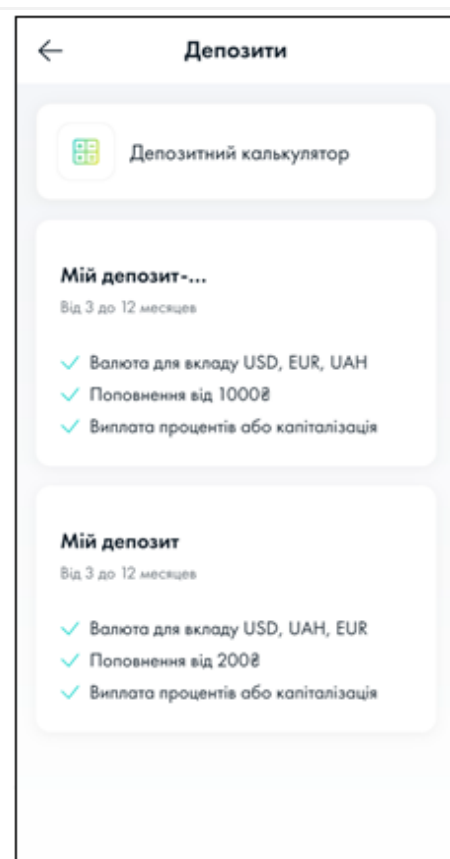 Депозити
Депозитний калькулятор
Мій депозит-...
Від 3 до 12 месяцев
Валюта для вкладу USD, EUR, UAH
Поповнення від 1000₴
Виплата процентів або капіталізація
Мій депозит
Від 3 до 12 месяцев
Валюта для вкладу USD, UAH, EUR
Поповнення від 200₴
Виплата процентів або капіталізація